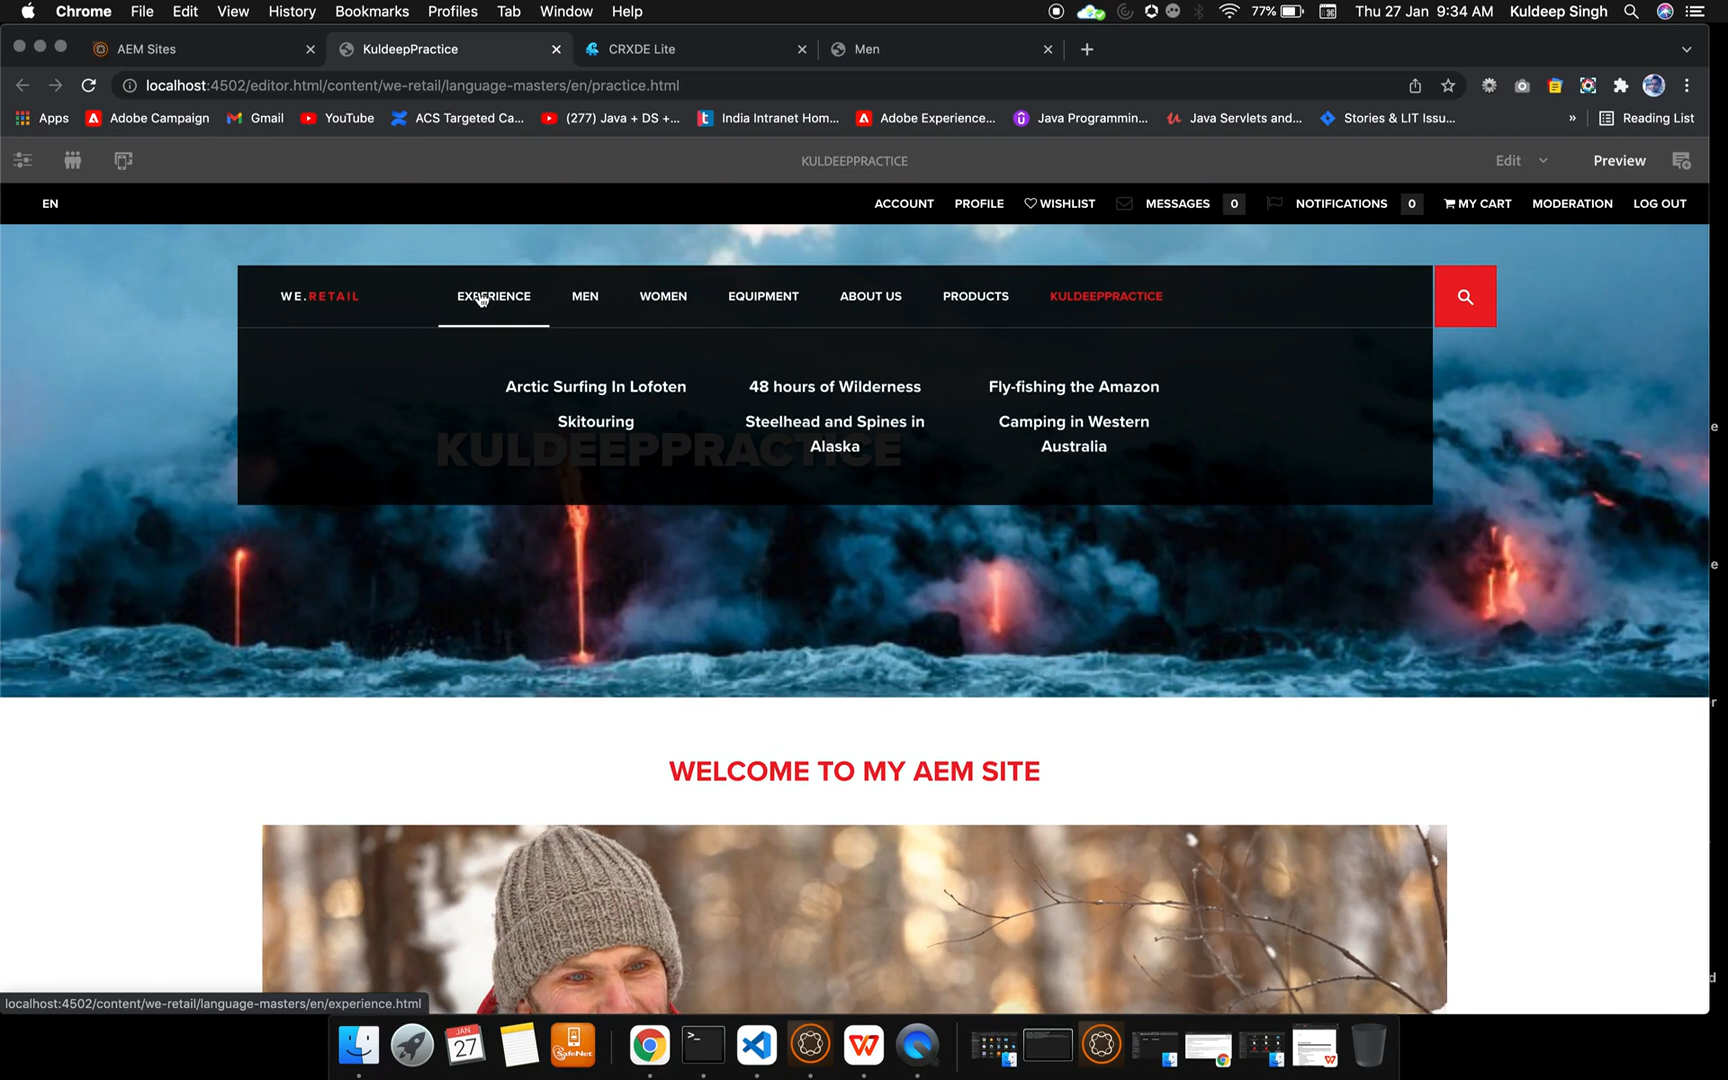 Chrome File Edit View History Bookmarks Profiles Tab Window Help 77% Thu 27 Jan 9:34 AM Kuldeep Singh
AEM Sites KuldeepPractice CRXDE Lite Men
localhost:4502/editor.html/content/we-retail/language-masters/en/practice.html
Apps Adobe Campaign Gmail YouTube ACS Targeted Ca... (277) Java + DS +... India Intranet Hom... Adobe Experience... Java Programmin... Java Servlets and... Stories & LIT Issu... » Reading List
KULDEEPPRACTICE Edit Preview
EN ACCOUNT PROFILE WISHLIST MESSAGES 0 NOTIFICATIONS 0 MY CART MODERATION LOG OUT
WE.RETAIL EXPERIENCE MEN WOMEN EQUIPMENT ABOUT US PRODUCTS KULDEEPPRACTICE
Arctic Surfing In Lofoten 48 hours of Wilderness Fly-fishing the Amazon
Skitouring Steelhead and Spines in Alaska Camping in Western Australia
KULDEEPPRACTICE
WELCOME TO MY AEM SITE
localhost:4502/content/we-retail/language-masters/en/experience.html
JAN
27
SafeNet